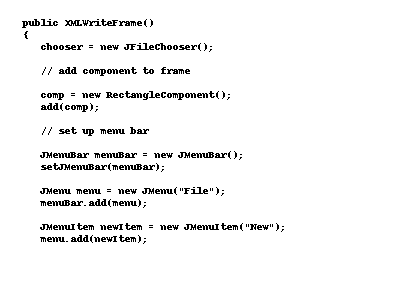 public XMLWriteFrame()
{
   chooser = new JFileChooser();

   // add component to frame

   comp = new RectangleComponent();
   add(comp);

   // set up menu bar

   JMenuBar menuBar = new JMenuBar();
   setJMenuBar(menuBar);

   JMenu menu = new JMenu("File");
   menuBar.add(menu);

   JMenuItem newItem = new JMenuItem("New");
   menu.add(newItem);